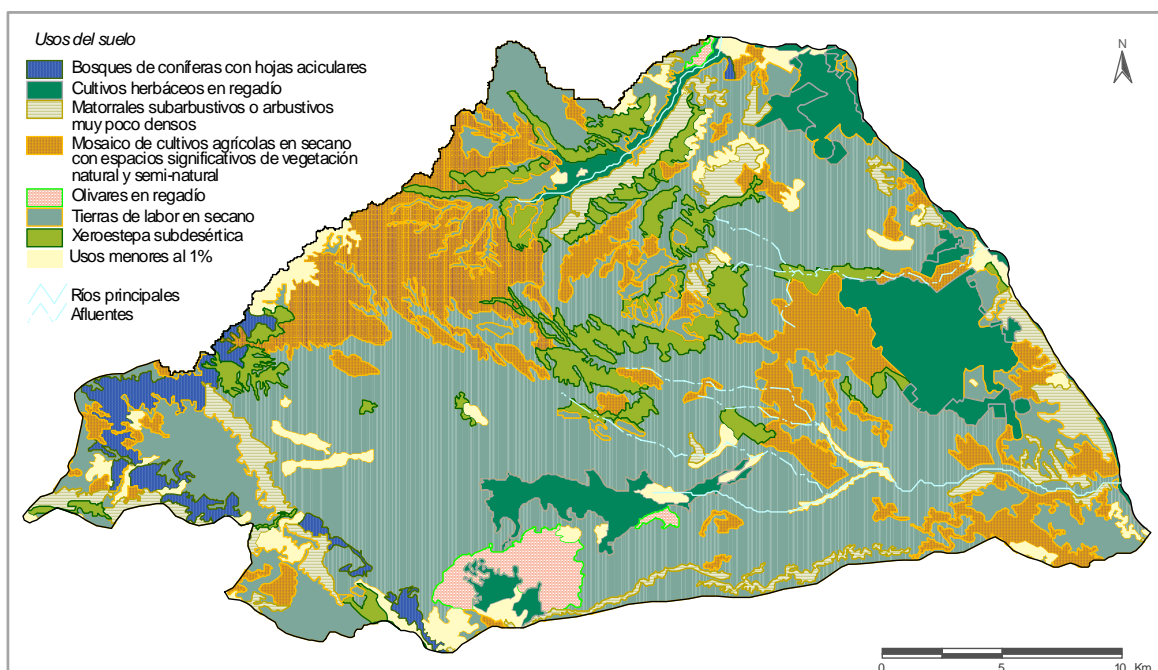 Usos del suelo
Bosques de coníferas con hojas aciculares
Cultivos herbáceos en regadío
Matorrales subarbustivos o arbustivos
muy poco densos
Mosaico de cultivos agrícolas en secano
con espacios significativos de vegetación
natural y semi-natural
Olivares en regadío
Tierras de labor en secano
Xeroestepa subdesértica
Usos menores al 1%
Ríos principales
Afluentes
N
0 5 10 Km